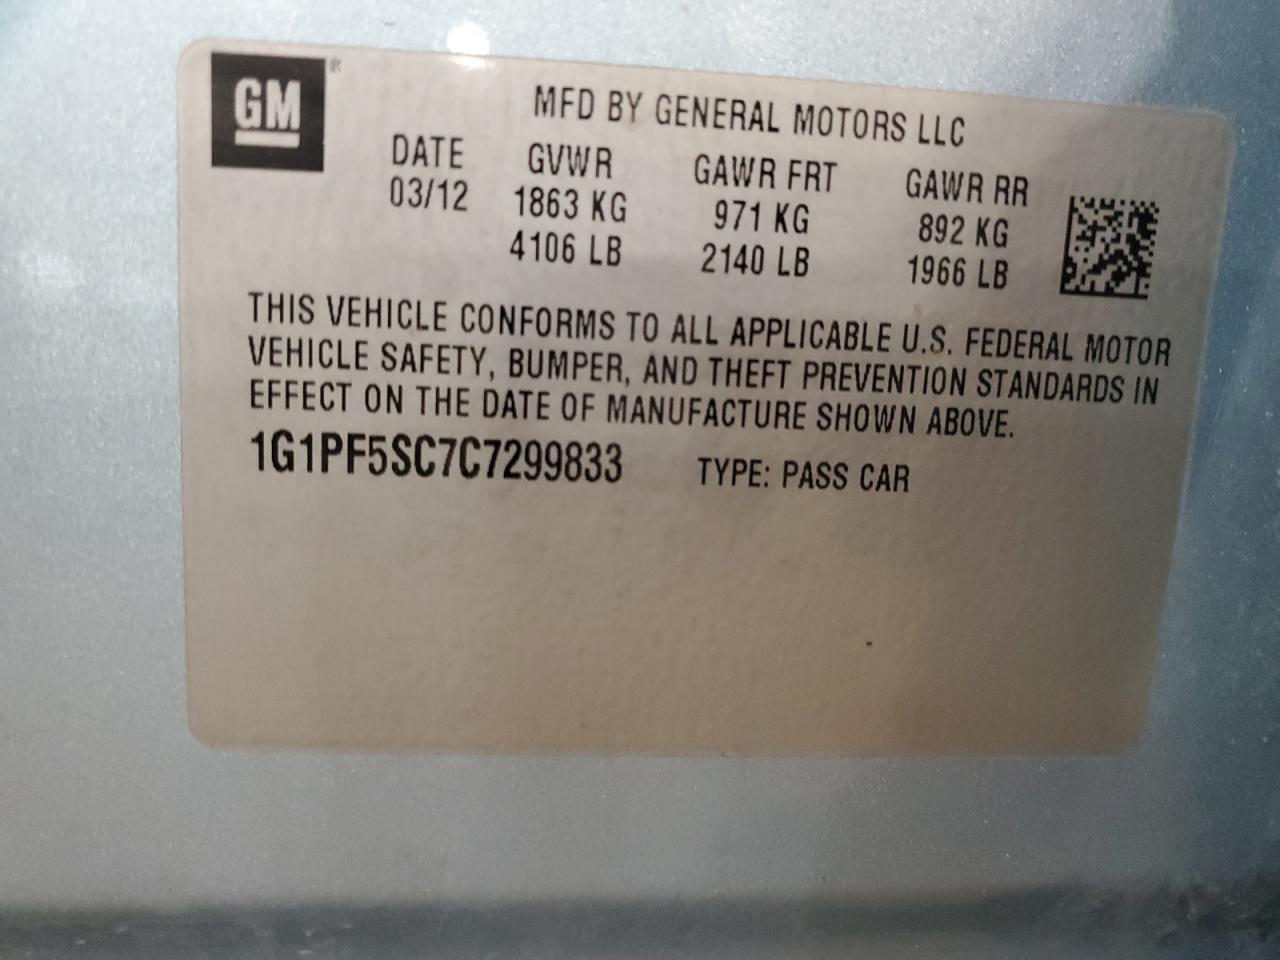 GM®
MFD BY GENERAL MOTORS LLC
DATE GVWR GAWR FRT GAWR RR
03/12 1863 KG 971 KG 892 KG
4106 LB 2140 LB 1966 LB
THIS VEHICLE CONFORMS TO ALL APPLICABLE U.S. FEDERAL MOTOR
VEHICLE SAFETY, BUMPER, AND THEFT PREVENTION STANDARDS IN
EFFECT ON THE DATE OF MANUFACTURE SHOWN ABOVE.
1G1PF5SC7C7299833 TYPE: PASS CAR